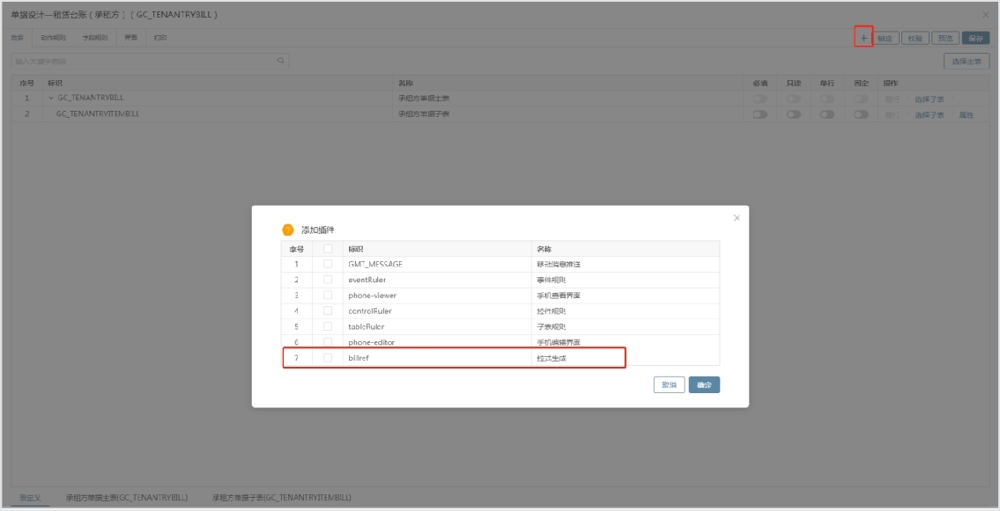 单据设计—租赁台账(承租方)(GC_TENANTRYBILL)
数据 动作规则 字段规则 界面 打印
+ 校验 预览 保存
输入关键字查询 选择主表
序号 标识 名称 必填 只读 单行 固定 操作
1 GC_TENANTRYBILL 承租方单据主表 选择子表
2 GC_TENANTRYITEMBILL 承租方单据子表 选择子表 属性
添加插件
序号 标识 名称
1 GMT_MESSAGE 移动消息推送
2 eventRuler 事件规则
3 phone-viewer 手机查看界面
4 controlRuler 控件规则
5 tableRuler 子表规则
6 phone-editor 手机编辑界面
7 billref 拉式生成
取消 确定
表定义 承租方单据主表(GC_TENANTRYBILL) 承租方单据子表(GC_TENANTRYITEMBILL)